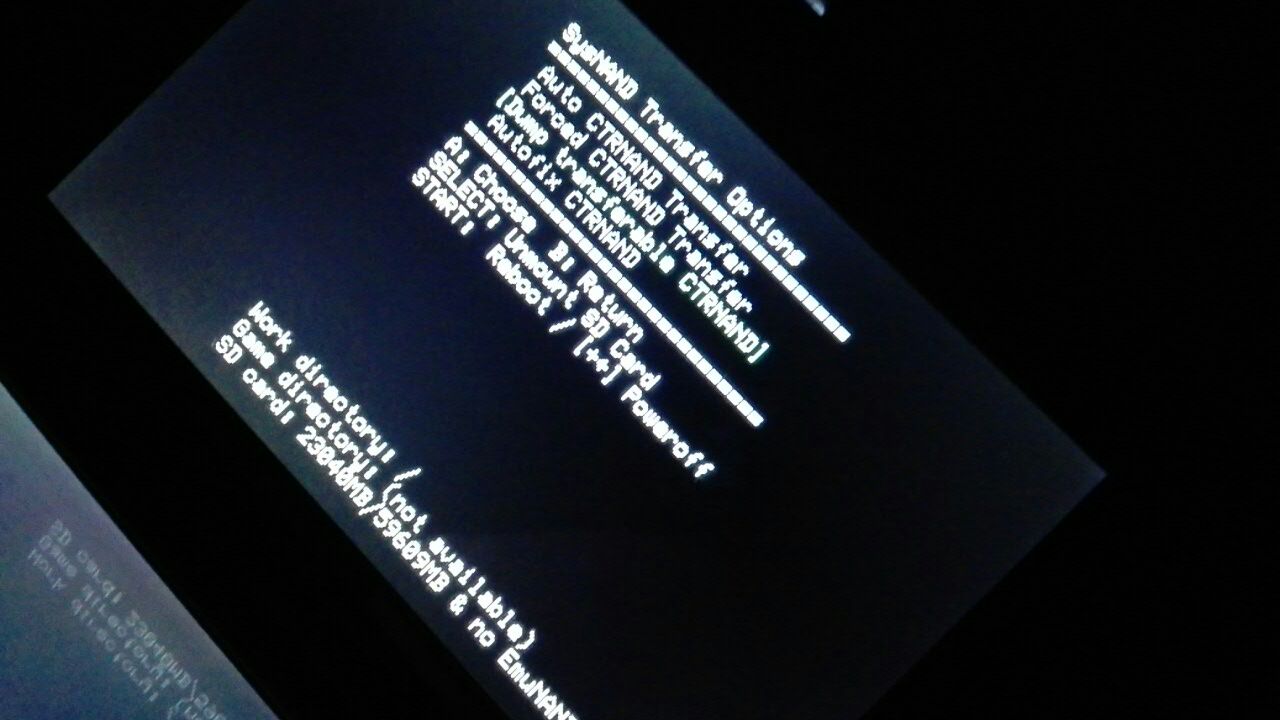 SysNAND Transfer Options
Auto CTRNAND Transfer
Forced CTRNAND Transfer
[Dump transferable CTRNAND]
Autofix CTRNAND
A: Choose B: Return
SELECT: Unmount SD Card
START: Reboot / [++] Poweroff
Work directory: /
Game directory: (not available)
SD card: 23040MB/59609MB & no EmuNAND